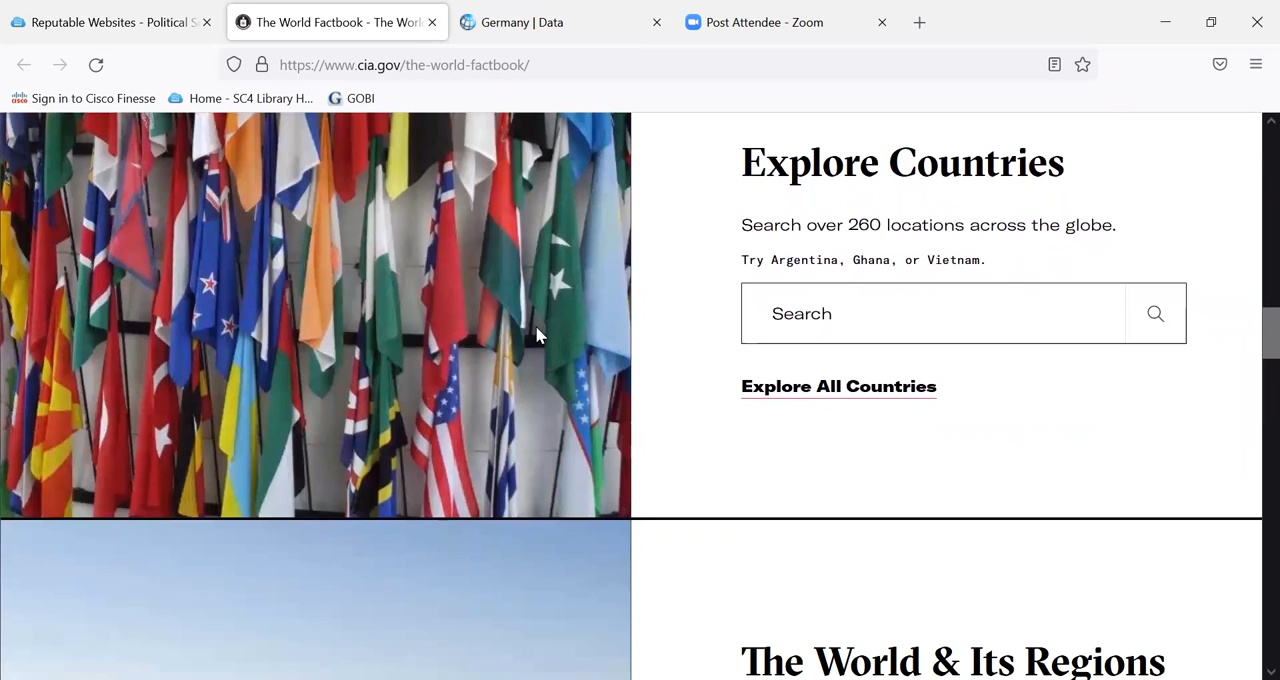 Reputable Websites - Political S
The World Factbook - The Worl
Germany | Data
Post Attendee - Zoom
https://www.cia.gov/the-world-factbook/
Sign in to Cisco Finesse
Home - SC4 Library H...
GOBI
Explore Countries
Search over 260 locations across the globe.
Try Argentina, Ghana, or Vietnam.
Search
Explore All Countries
The World & Its Regions